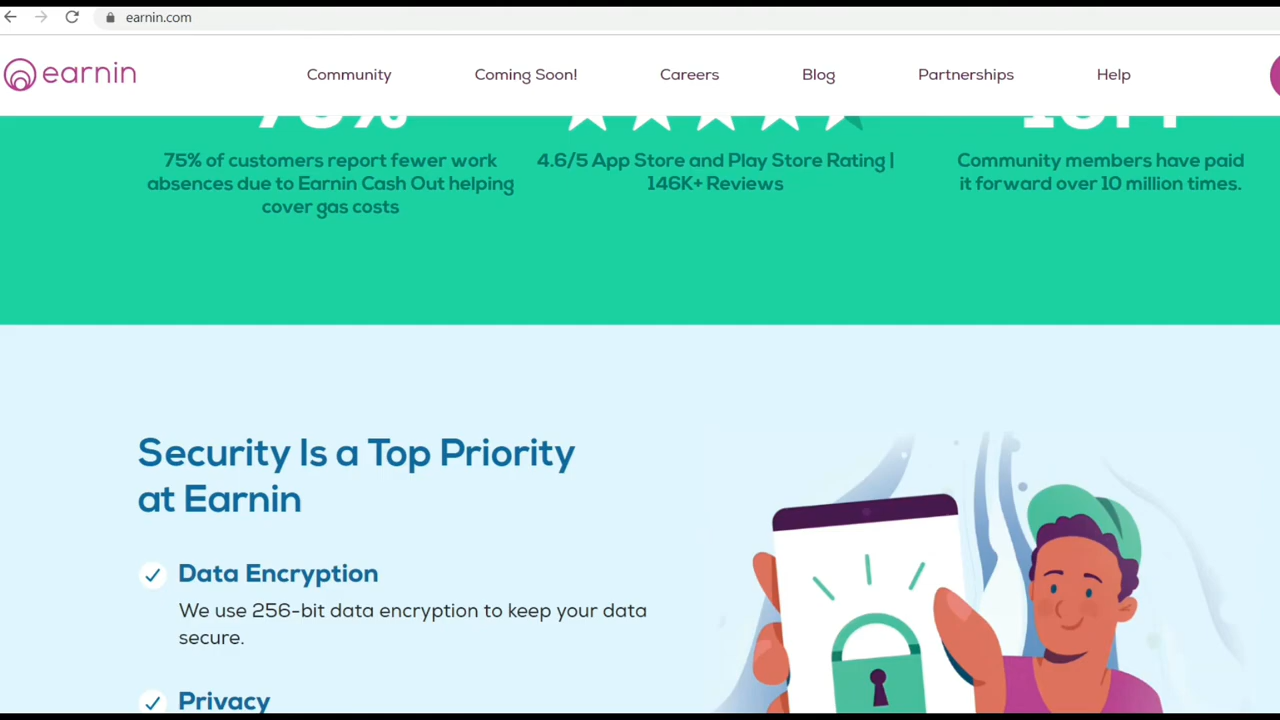 earnin.com
earnin
Community
Coming Soon!
Careers
Blog
Partnerships
Help
75% of customers report fewer work
absences due to Earnin Cash Out helping
cover gas costs
4.6/5 App Store and Play Store Rating |
146K+ Reviews
Community members have paid
it forward over 10 million times.
Security Is a Top Priority
at Earnin
Data Encryption
We use 256-bit data encryption to keep your data
secure.
Privacy